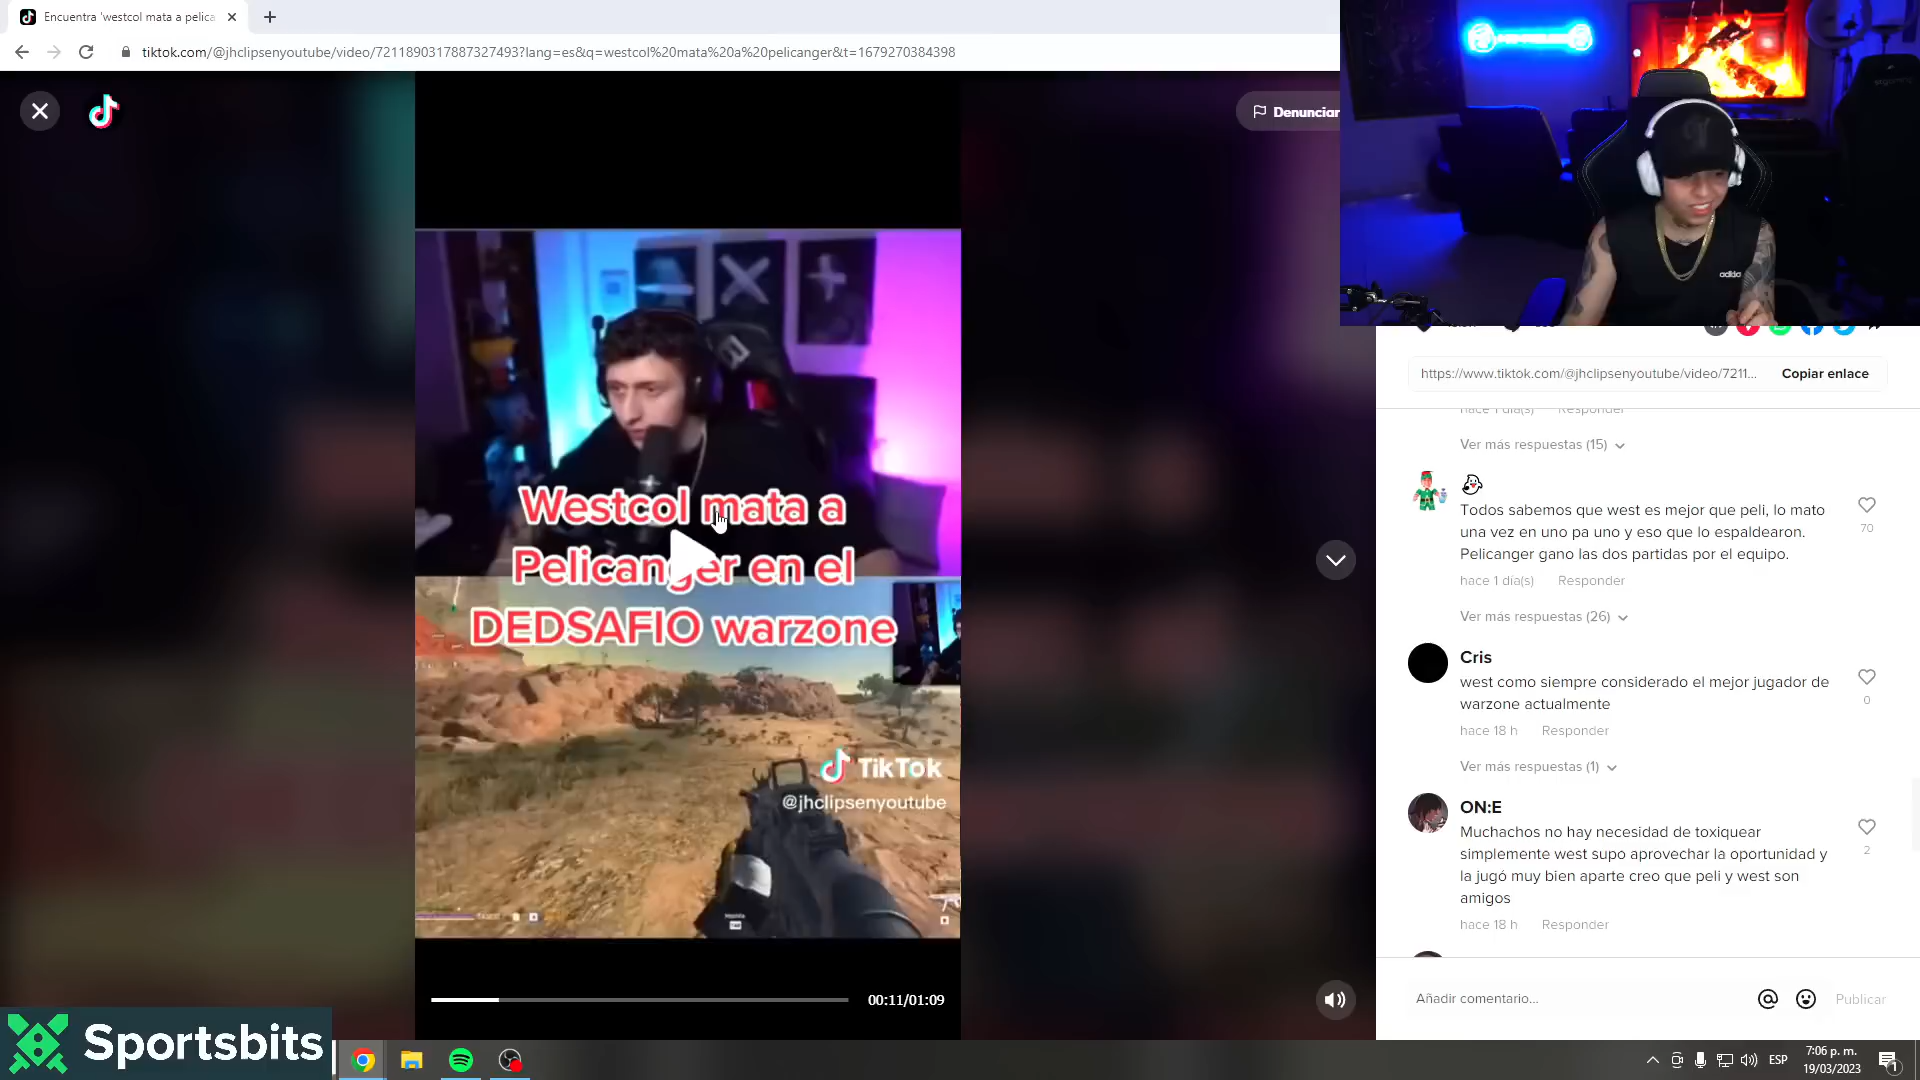 Encuentra 'westcol mata a pelica
tiktok.com/@jhclipsenyoutube/video/7211890317887327493?lang=es&q=westcol%20mata%20a%20pelicanger&t=1679270384398
Denunciar
adidas
Westcol mata a
Pelicanger en el
DEDSAFIO warzone
TikTok
@jhclipsenyoutube
00:11/01:09
https://www.tiktok.com/@jhclipsenyoutube/video/7211...
Copiar enlace
hace 1 día(s) Responder
Ver más respuestas (15)
Todos sabemos que west es mejor que peli, lo mato
una vez en uno pa uno y eso que lo espaldearon.
Pelicanger gano las dos partidas por el equipo.
70
hace 1 día(s) Responder
Ver más respuestas (26)
Cris
west como siempre considerado el mejor jugador de
warzone actualmente
0
hace 18 h Responder
Ver más respuestas (1)
ON:E
Muchachos no hay necesidad de toxiquear
simplemente west supo aprovechar la oportunidad y
la jugó muy bien aparte creo que peli y west son
amigos
2
hace 18 h Responder
Añadir comentario...
Publicar
Sportsbits
ESP
7:06 p. m.
19/03/2023
1